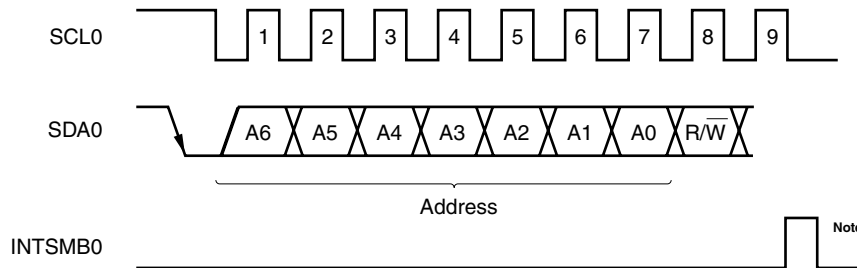 SCL0 1 2 3 4 5 6 7 8 9
SDA0 A6 A5 A4 A3 A2 A1 A0 R/W̅
Address
INTSMB0 Note